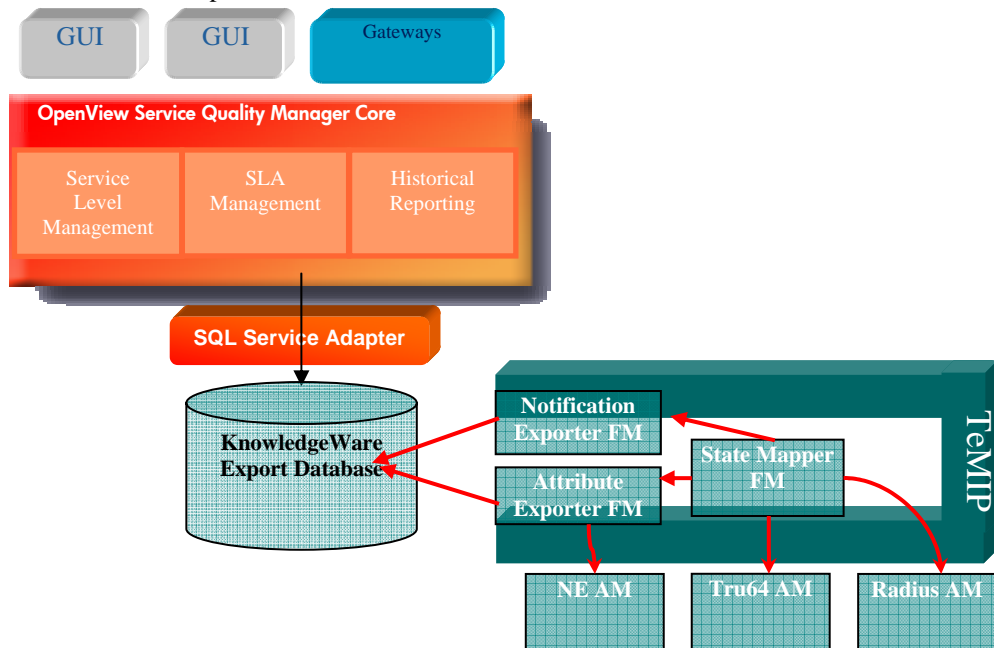 GUI
GUI
Gateways
OpenView Service Quality Manager Core
Service
Level
Management
SLA
Management
Historical
Reporting
SQL Service Adapter
KnowledgeWare
Export Database
Notification
Exporter FM
Attribute
Exporter FM
State Mapper
FM
TeMIP
NE AM
Tru64 AM
Radius AM